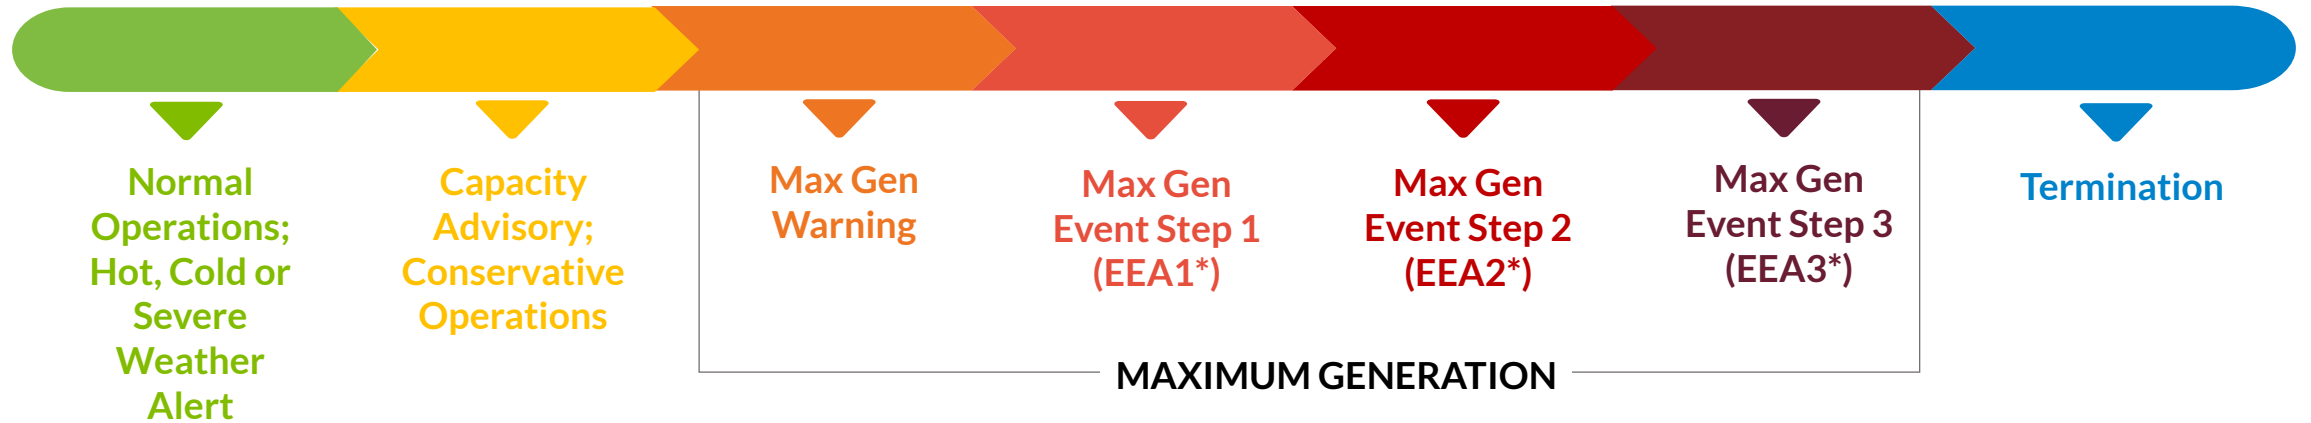 Normal
Operations;
Hot, Cold or
Severe
Weather
Alert
Capacity
Advisory;
Conservative
Operations
Max Gen
Warning
Max Gen
Event Step 1
(EEA1*)
Max Gen
Event Step 2
(EEA2*)
Max Gen
Event Step 3
(EEA3*)
Termination
MAXIMUM GENERATION